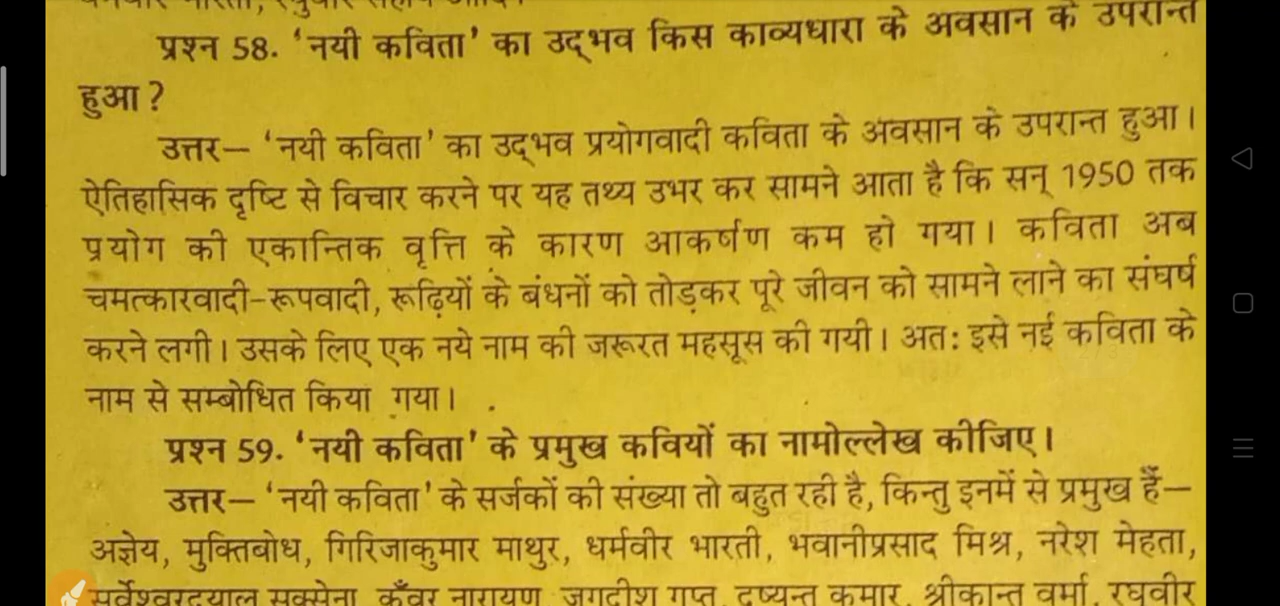 प्रश्न 58. 'नयी कविता' का उद्भव किस काव्यधारा के अवसान के उपरान्त
हुआ ?
उत्तर— 'नयी कविता' का उद्भव प्रयोगवादी कविता के अवसान के उपरान्त हुआ।
ऐतिहासिक दृष्टि से विचार करने पर यह तथ्य उभर कर सामने आता है कि सन् 1950 तक
प्रयोग की एकान्तिक वृत्ति के कारण आकर्षण कम हो गया। कविता अब
चमत्कारवादी-रूपवादी, रूढ़ियों के बंधनों को तोड़कर पूरे जीवन को सामने लाने का संघर्ष
करने लगी। उसके लिए एक नये नाम की जरूरत महसूस की गयी। अतः इसे नई कविता के
नाम से सम्बोधित किया गया।
प्रश्न 59. 'नयी कविता' के प्रमुख कवियों का नामोल्लेख कीजिए।
उत्तर— 'नयी कविता' के सर्जकों की संख्या तो बहुत रही है, किन्तु इनमें से प्रमुख हैं—
अज्ञेय, मुक्तिबोध, गिरिजाकुमार माथुर, धर्मवीर भारती, भवानीप्रसाद मिश्र, नरेश मेहता,
सर्वेश्वरदयाल सक्सेना, कुँवर नारायण, जगदीश गुप्त, दुष्यन्त कुमार, श्रीकान्त वर्मा, रघुवीर